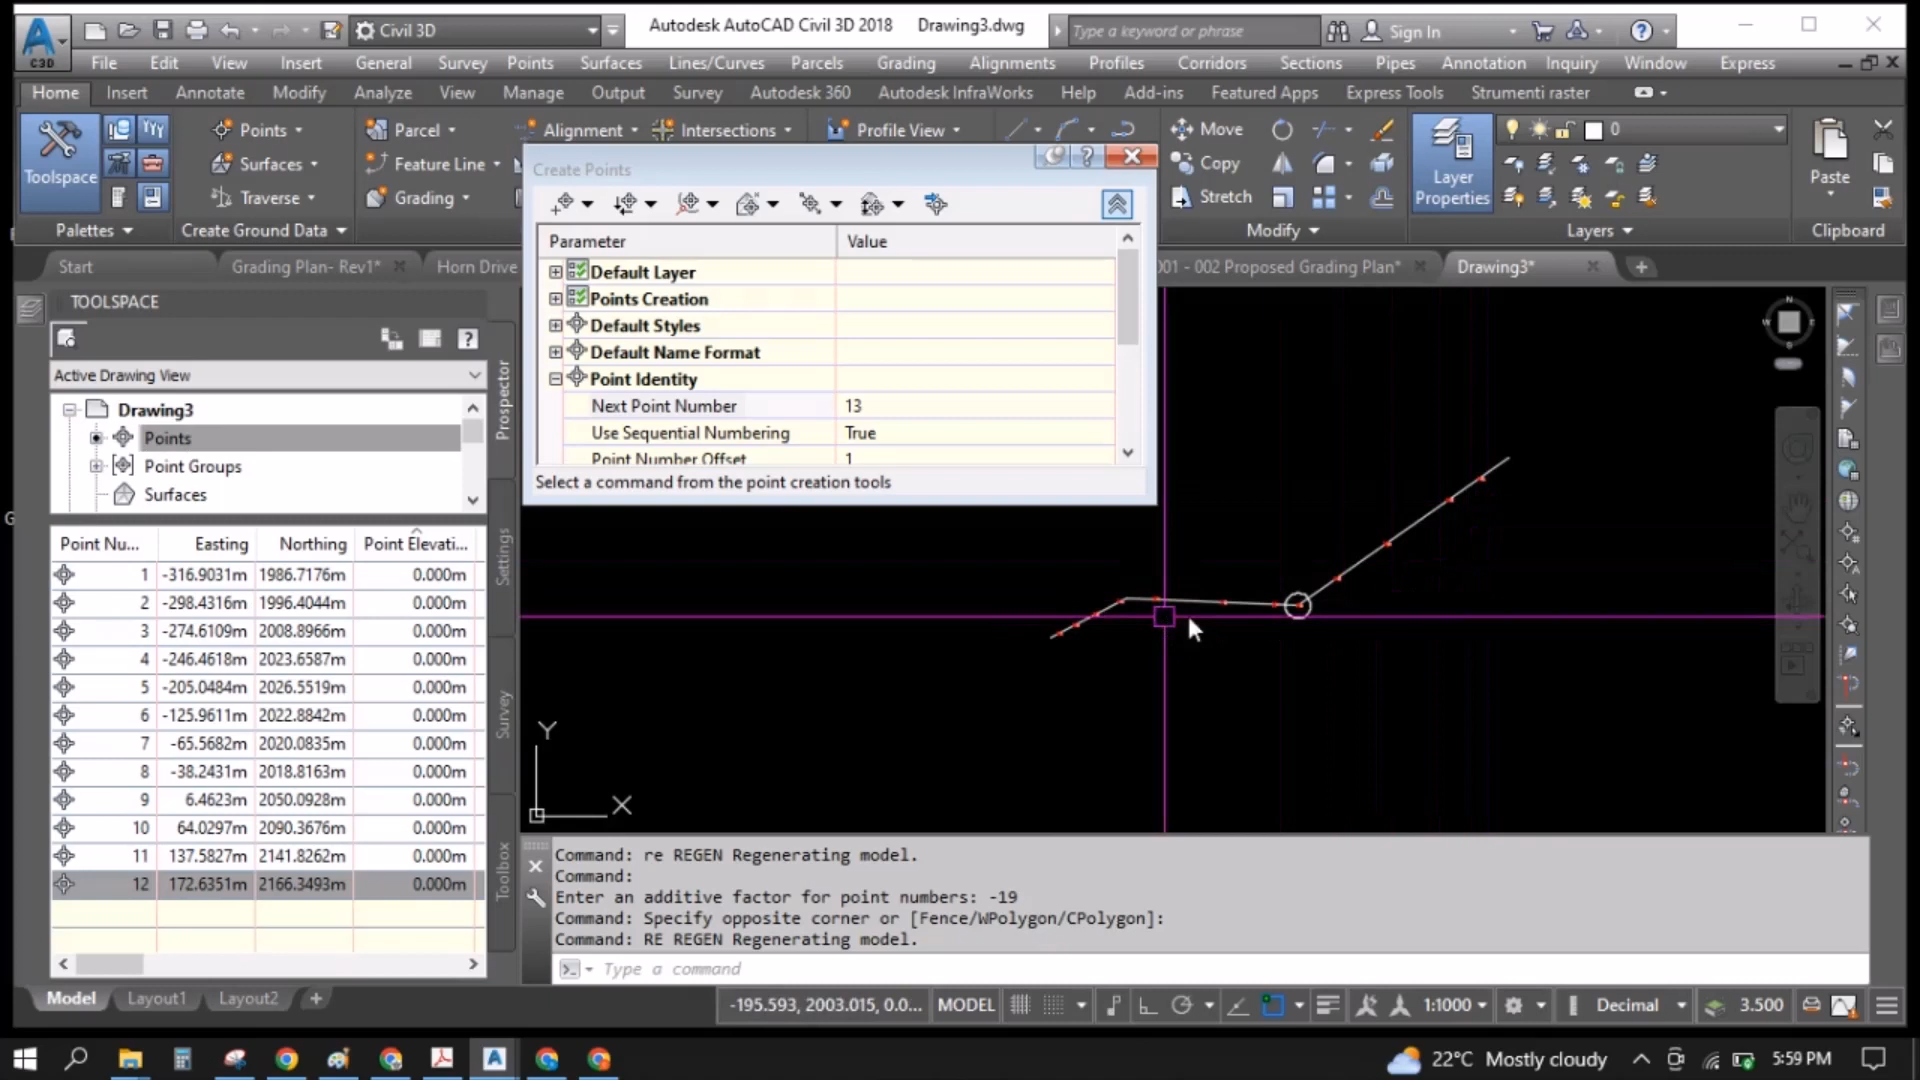 Civil 3D
Autodesk AutoCAD Civil 3D 2018 Drawing3.dwg
Type a keyword or phrase
Sign In
C3D
File Edit View Insert General Survey Points Surfaces Lines/Curves Parcels Grading Alignments Profiles Corridors Sections Pipes Annotation Inquiry Window Express
Home Insert Annotate Modify Analyze View Manage Output Survey Autodesk 360 Autodesk InfraWorks Help Add-ins Featured Apps Express Tools Strumenti raster
Toolspace
Points
Surfaces
Traverse
Parcel
Feature Line
Grading
Alignment
Intersections
Profile View
Move
Copy
Stretch
Layer Properties
0
Paste
Palettes
Create Ground Data
Modify
Layers
Clipboard
Start
Grading Plan- Rev1*
Horn Drive
001 - 002 Proposed Grading Plan*
Drawing3*
Create Points
Parameter Value
Default Layer
Points Creation
Default Styles
Default Name Format
Point Identity
Next Point Number 13
Use Sequential Numbering True
Point Number Offset 1
Select a command from the point creation tools
TOOLSPACE
Active Drawing View
Drawing3
Points
Point Groups
Surfaces
Prospector
Settings
Survey
Toolbox
Point Nu... Easting Northing Point Elevati...
1 -316.9031m 1986.7176m 0.000m
2 -298.4316m 1996.4044m 0.000m
3 -274.6109m 2008.8966m 0.000m
4 -246.4618m 2023.6587m 0.000m
5 -205.0484m 2026.5519m 0.000m
6 -125.9611m 2022.8842m 0.000m
7 -65.5682m 2020.0835m 0.000m
8 -38.2431m 2018.8163m 0.000m
9 6.4623m 2050.0928m 0.000m
10 64.0297m 2090.3676m 0.000m
11 137.5827m 2141.8262m 0.000m
12 172.6351m 2166.3493m 0.000m
N
W
Y
X
Command: re REGEN Regenerating model.
Command:
Enter an additive factor for point numbers: -19
Command: Specify opposite corner or [Fence/WPolygon/CPolygon]:
Command: RE REGEN Regenerating model.
Type a command
Model Layout1 Layout2
-195.593, 2003.015, 0.0... MODEL 1:1000 Decimal 3.500
22°C Mostly cloudy 5:59 PM